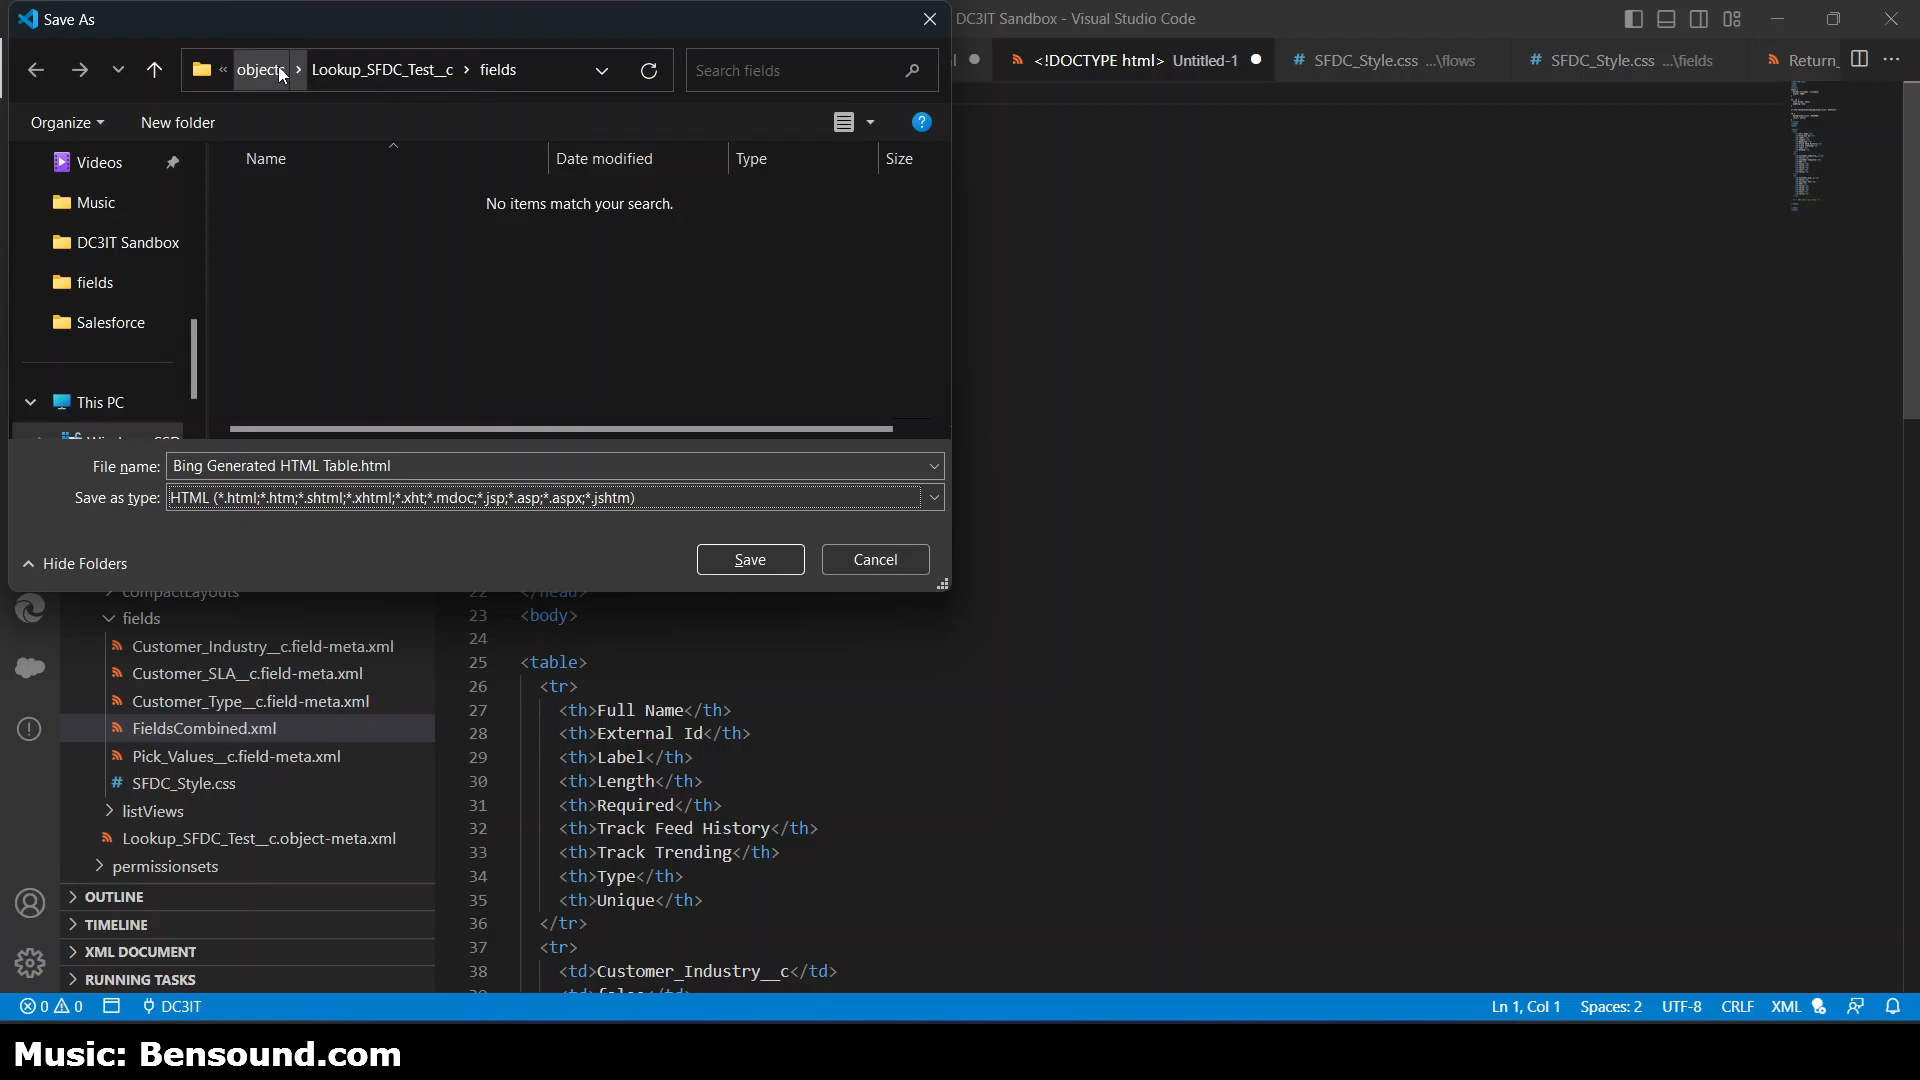 Save As
DC3IT Sandbox - Visual Studio Code
« objects › Lookup_SFDC_Test__c › fields
Search fields
<!DOCTYPE html> Untitled-1
SFDC_Style.css ...\flows
SFDC_Style.css ...\fields
Return_
Organize
New folder
Name
Date modified
Type
Size
No items match your search.
Videos
Music
DC3IT Sandbox
fields
Salesforce
This PC
File name: Bing Generated HTML Table.html
Save as type: HTML (*.html;*.htm;*.shtml;*.xhtml;*.xht;*.mdoc;*.jsp;*.asp;*.aspx;*.jshtm)
Hide Folders
Save
Cancel
compactLayouts
fields
Customer_Industry__c.field-meta.xml
Customer_SLA__c.field-meta.xml
Customer_Type__c.field-meta.xml
FieldsCombined.xml
Pick_Values__c.field-meta.xml
# SFDC_Style.css
listViews
Lookup_SFDC_Test__c.object-meta.xml
permissionsets
OUTLINE
TIMELINE
XML DOCUMENT
RUNNING TASKS
22 </head>
23 <body>
24
25 <table>
26 <tr>
27 <th>Full Name</th>
28 <th>External Id</th>
29 <th>Label</th>
30 <th>Length</th>
31 <th>Required</th>
32 <th>Track Feed History</th>
33 <th>Track Trending</th>
34 <th>Type</th>
35 <th>Unique</th>
36 </tr>
37 <tr>
38 <td>Customer_Industry__c</td>
39 <td>false</td>
0 0 DC3IT
Ln 1, Col 1 Spaces: 2 UTF-8 CRLF XML
Music: Bensound.com